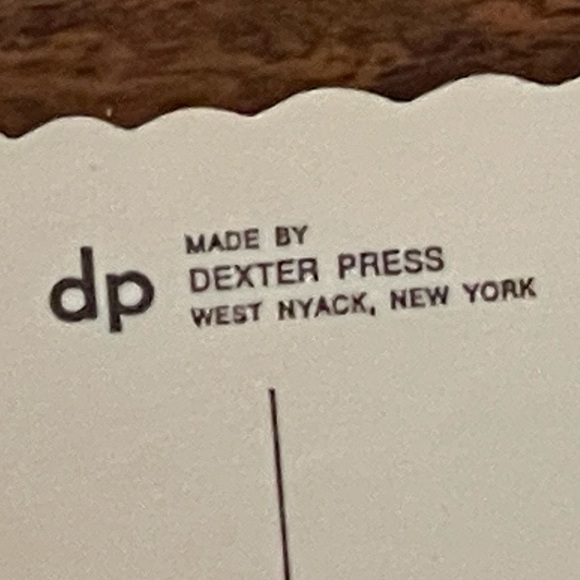 dp
MADE BY
DEXTER PRESS
WEST NYACK, NEW YORK